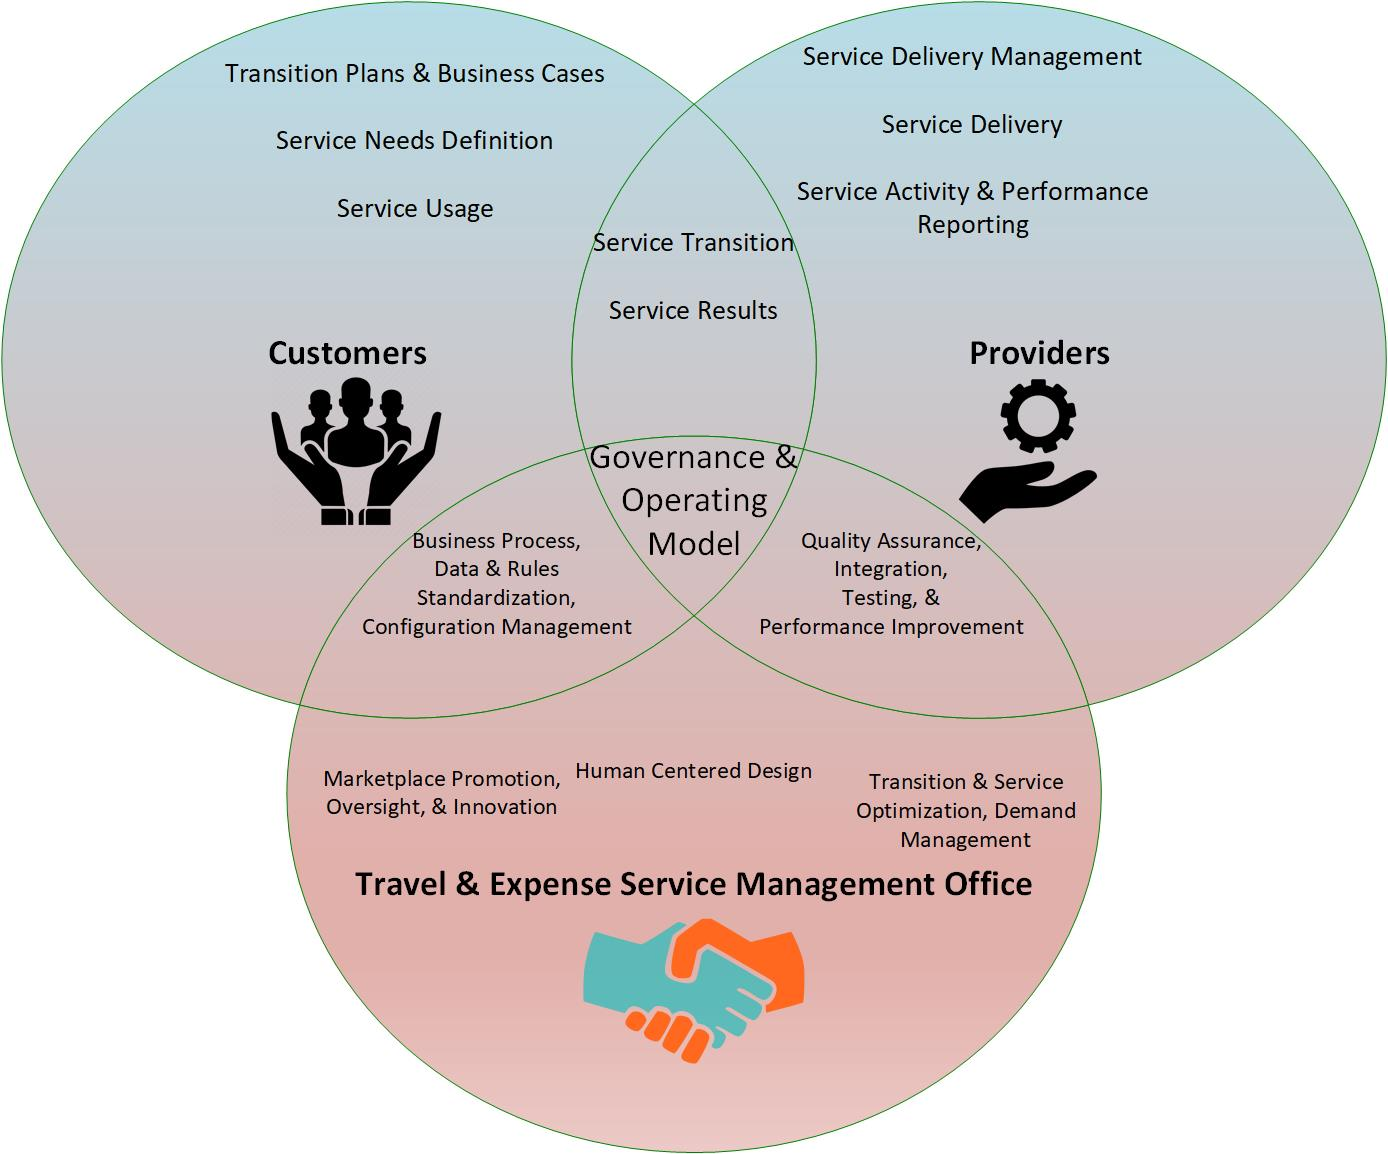 Transition Plans & Business Cases
Service Needs Definition
Service Usage
Service Delivery Management
Service Delivery
Service Activity & Performance
Reporting
Service Transition
Service Results
Customers
Providers
Governance &
Operating
Model
Business Process,
Data & Rules
Standardization,
Configuration Management
Quality Assurance,
Integration,
Testing, &
Performance Improvement
Marketplace Promotion,
Oversight, & Innovation
Human Centered Design
Transition & Service
Optimization, Demand
Management
Travel & Expense Service Management Office